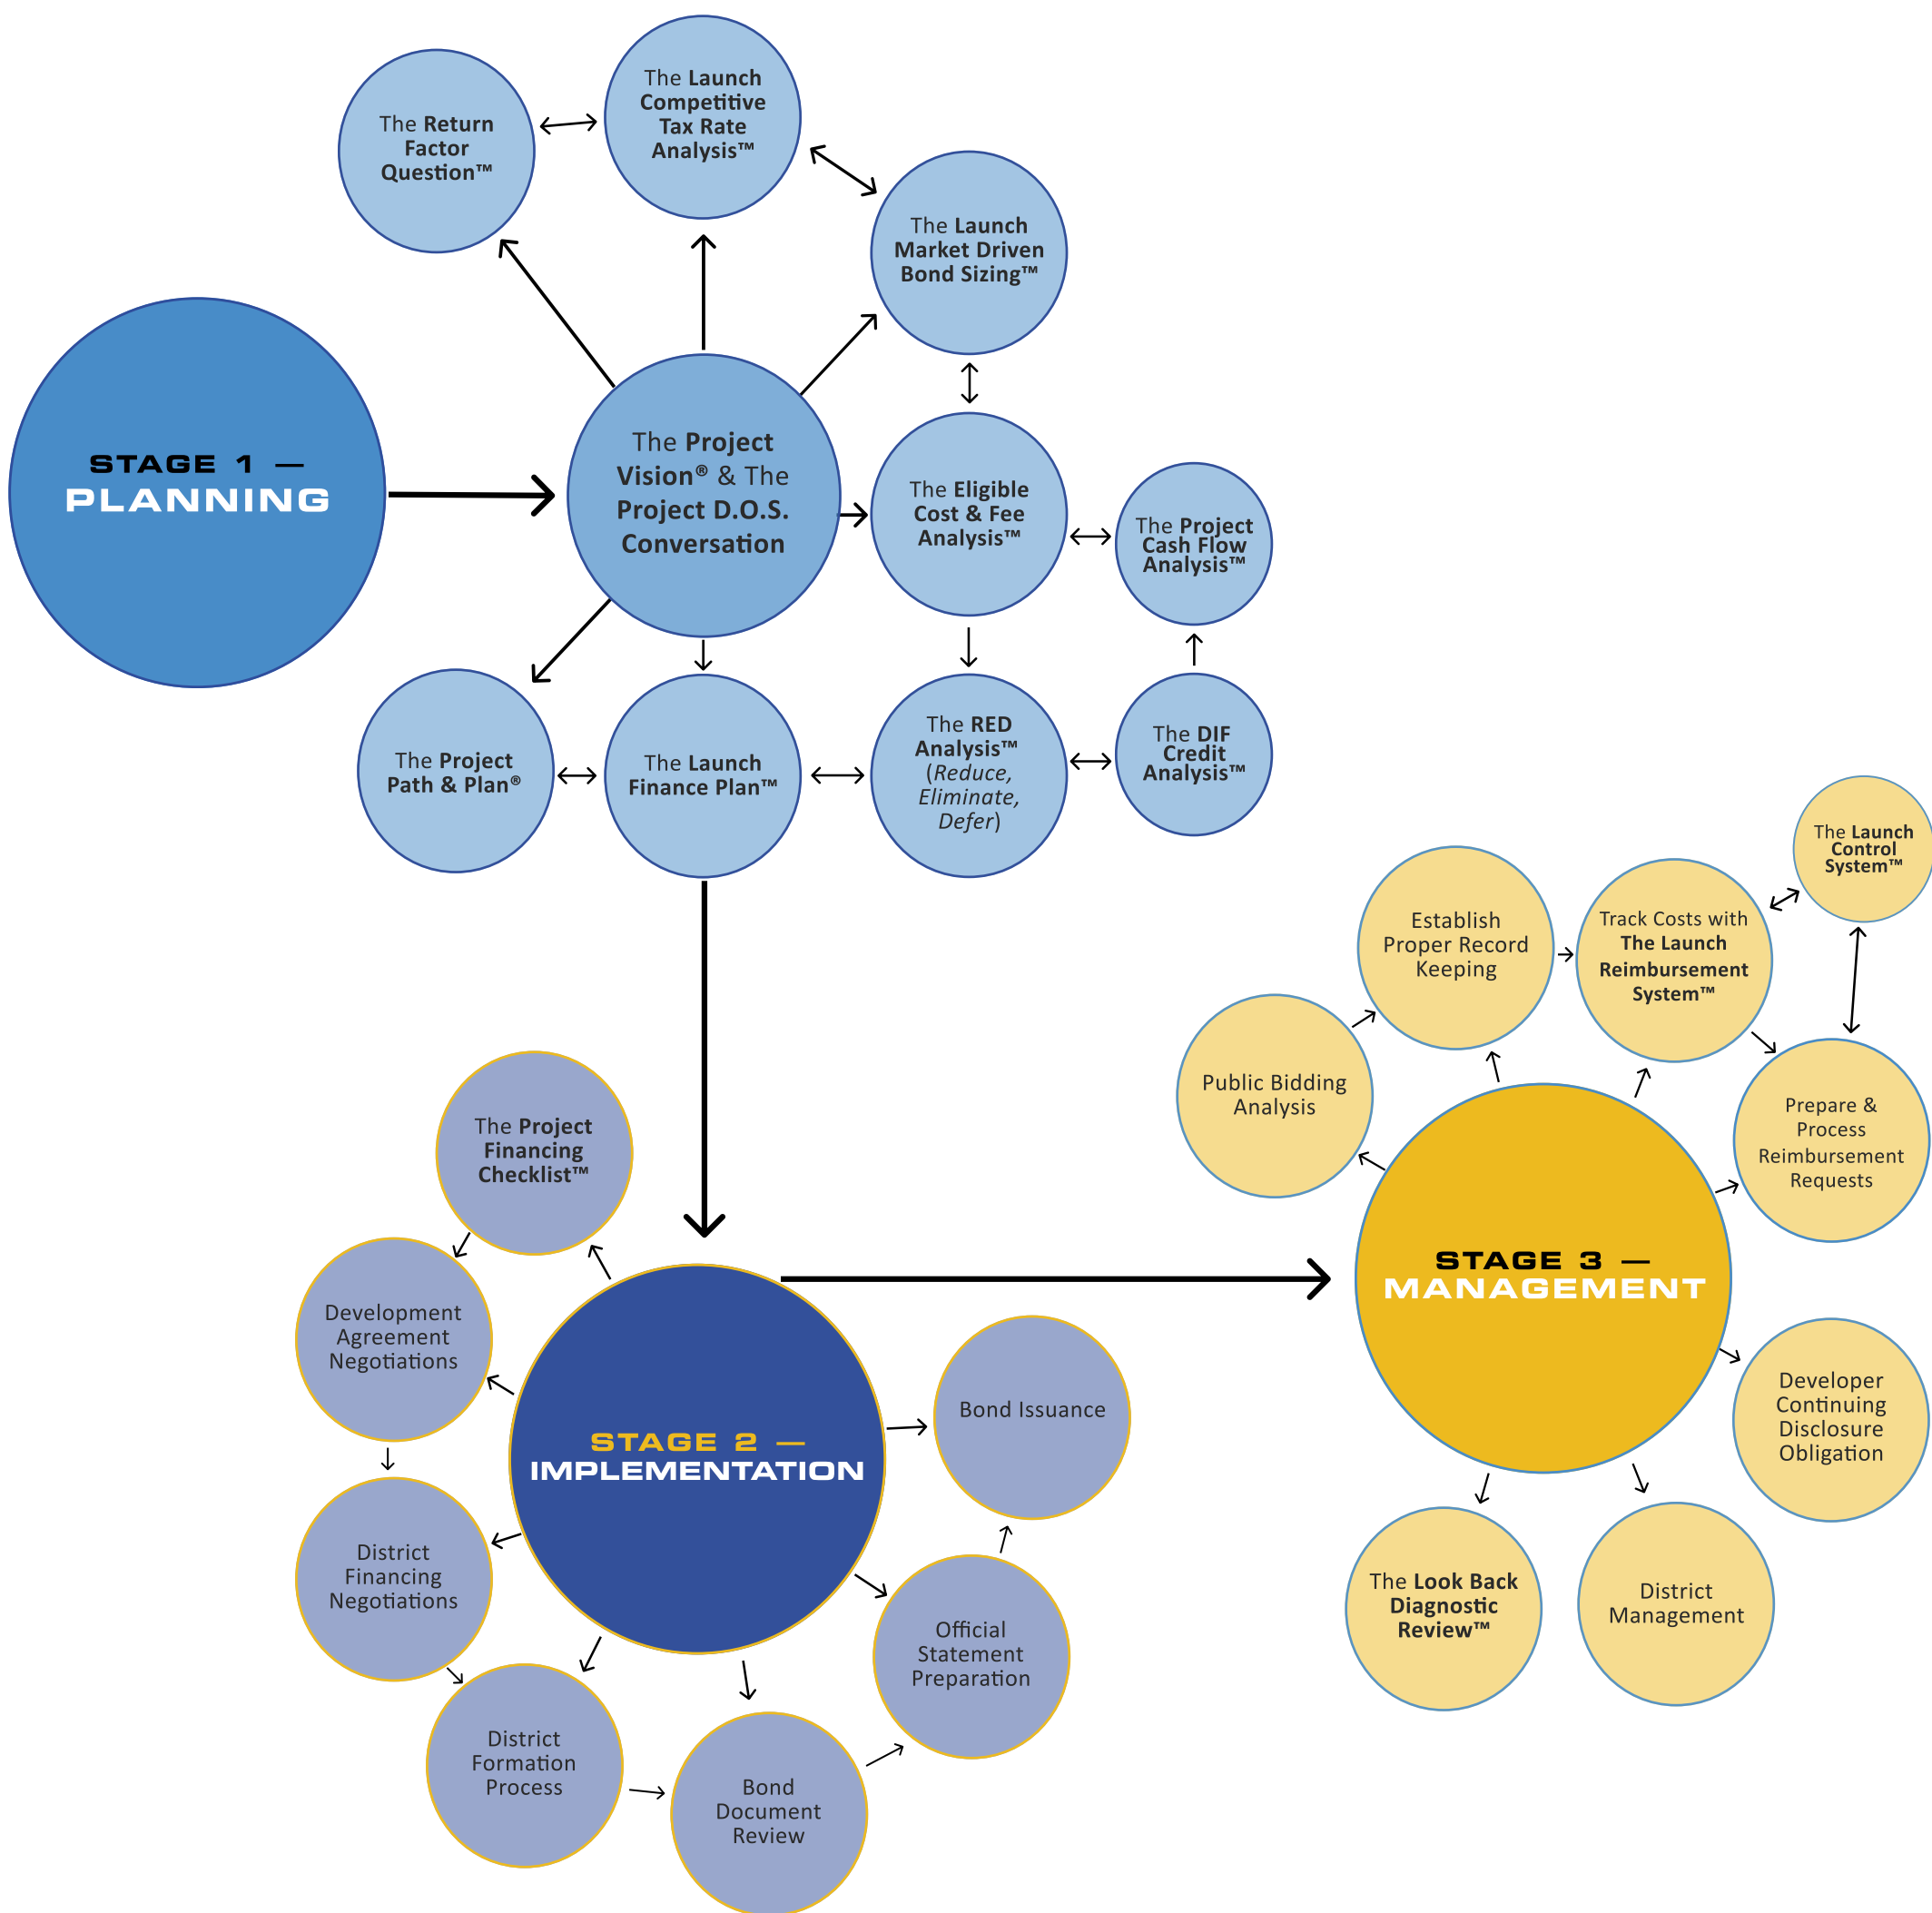 The Return
Factor
Question™
The Launch
Competitive
Tax Rate
Analysis™
The Launch
Market Driven
Bond Sizing™
STAGE 1 —
PLANNING
The Project
Vision® & The
Project D.O.S.
Conversation
The Eligible
Cost & Fee
Analysis™
The Project
Cash Flow
Analysis™
The Project
Path & Plan®
The Launch
Finance Plan™
The RED
Analysis™
(Reduce,
Eliminate,
Defer)
The DIF
Credit
Analysis™
The Project
Financing
Checklist™
Development
Agreement
Negotiations
District
Financing
Negotiations
STAGE 2 —
IMPLEMENTATION
Bond Issuance
Official
Statement
Preparation
District
Formation
Process
Bond
Document
Review
The Launch
Control
System™
Establish
Proper Record
Keeping
Track Costs with
The Launch
Reimbursement
System™
Public Bidding
Analysis
Prepare &
Process
Reimbursement
Requests
STAGE 3 —
MANAGEMENT
Developer
Continuing
Disclosure
Obligation
The Look Back
Diagnostic
Review™
District
Management